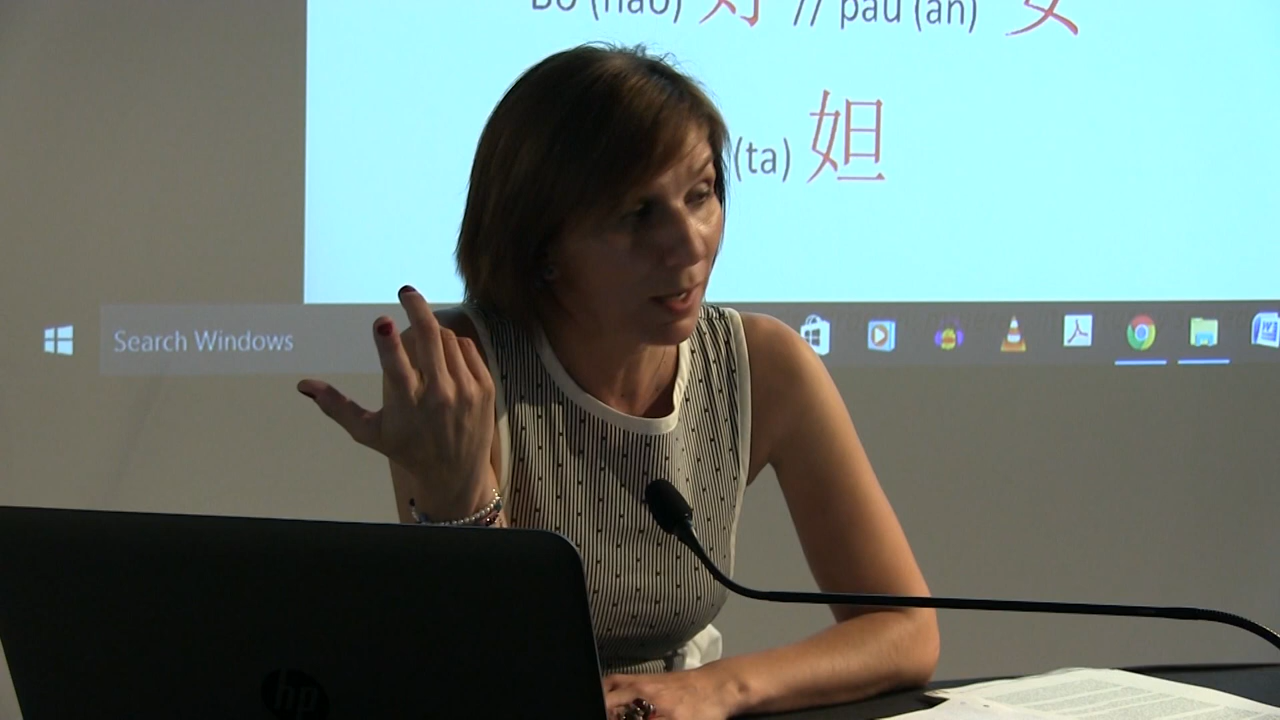 Bo (hao) 好 // pau (an) 安
(ta) 妲
Search Windows
hp